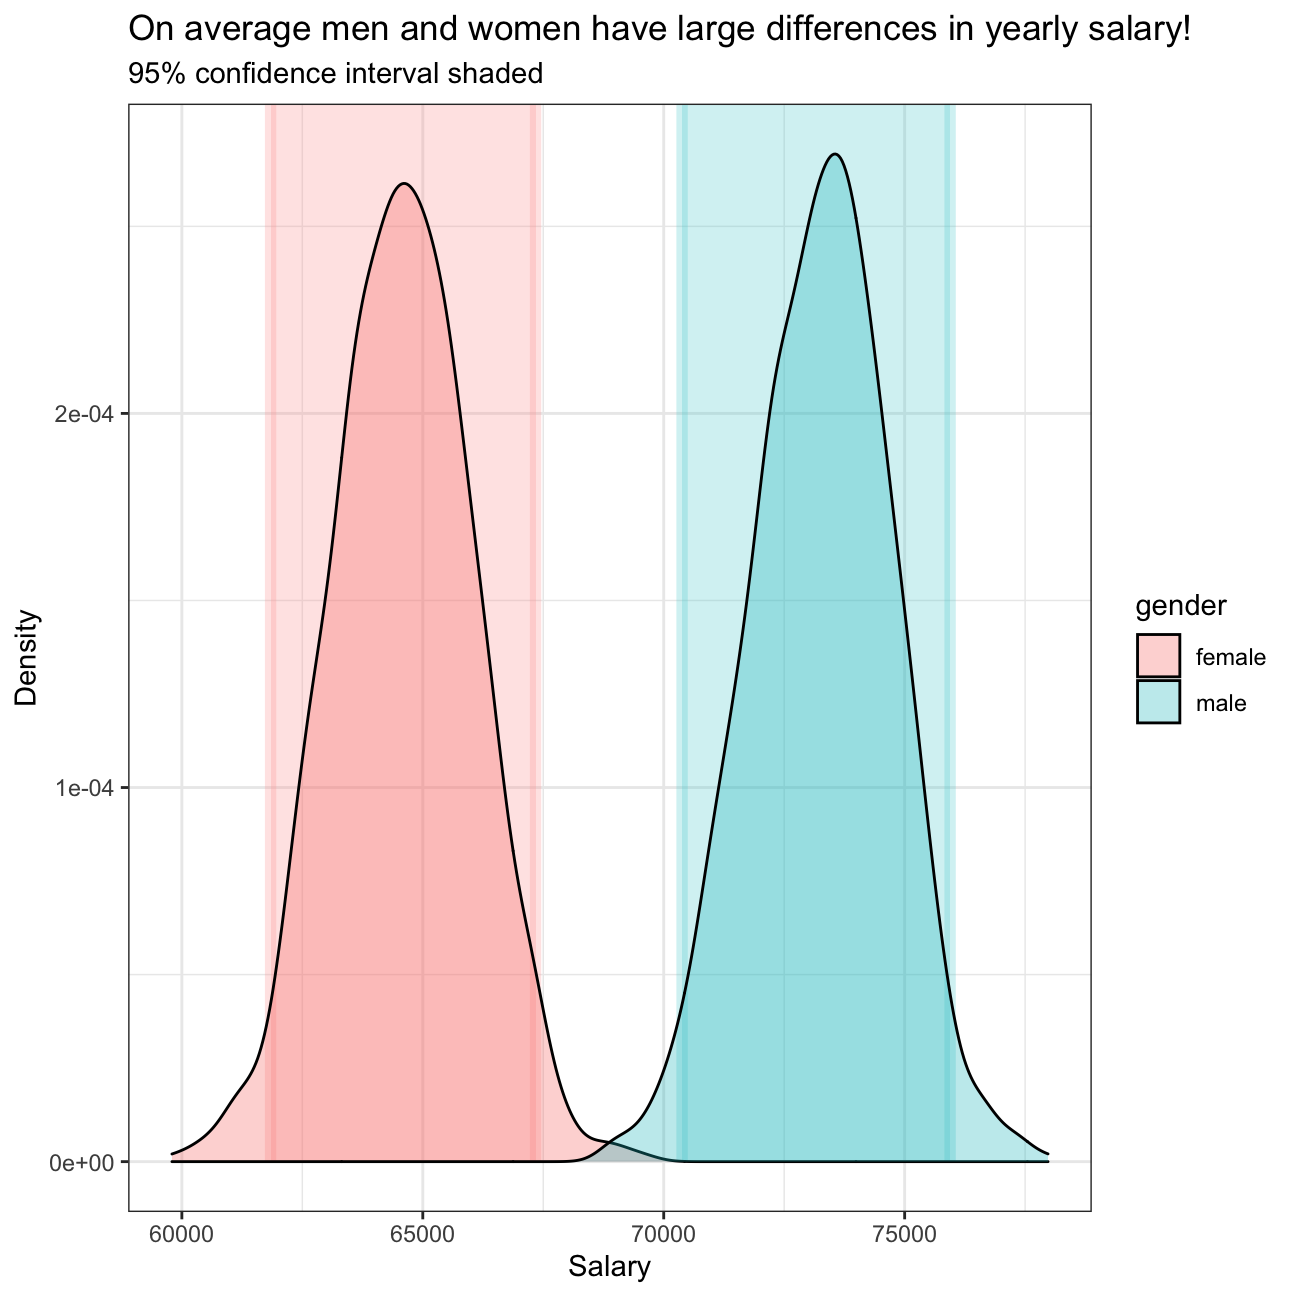 On average men and women have large differences in yearly salary!
95% confidence interval shaded
2e-04
1e-04
0e+00
Density
60000 65000 70000 75000
Salary
gender
female
male